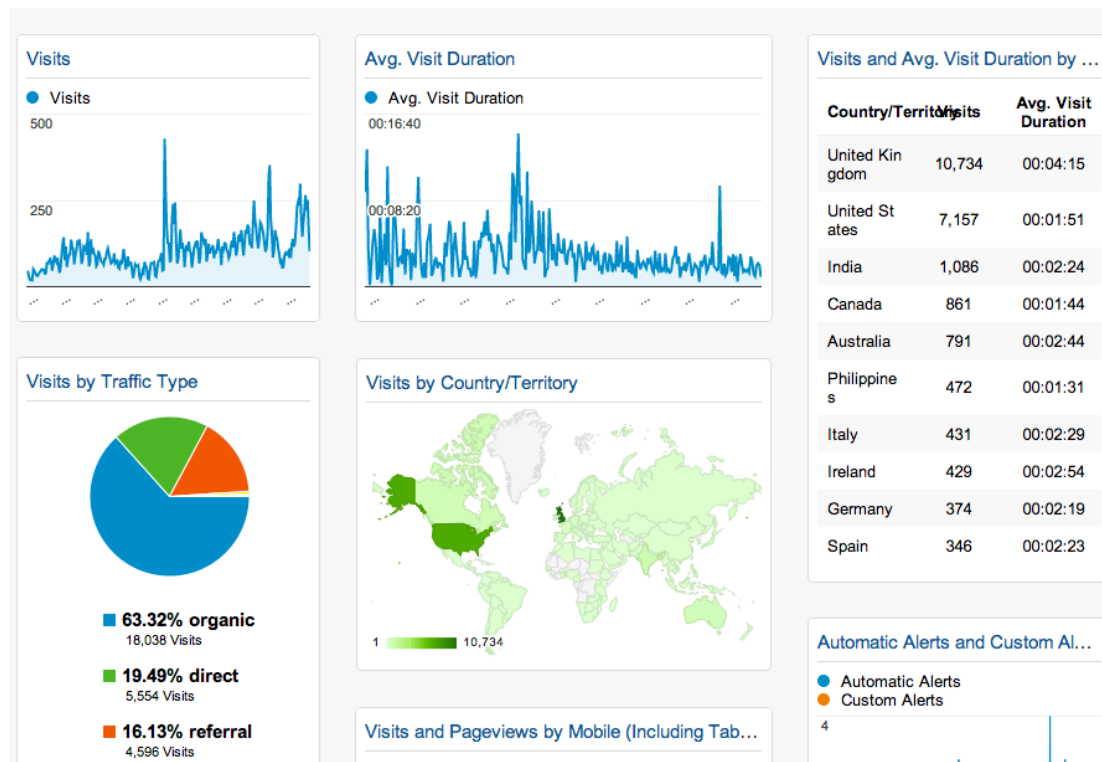 Visits
Visits
500
250
Avg. Visit Duration
Avg. Visit Duration
00:16:40
00:08:20
Visits and Avg. Visit Duration by ...
Country/Territory Visits Avg. Visit
Duration
United Kin
gdom 10,734 00:04:15
United St
ates 7,157 00:01:51
India 1,086 00:02:24
Canada 861 00:01:44
Australia 791 00:02:44
Philippine
s 472 00:01:31
Italy 431 00:02:29
Ireland 429 00:02:54
Germany 374 00:02:19
Spain 346 00:02:23
Visits by Traffic Type
63.32% organic
18,038 Visits
19.49% direct
5,554 Visits
16.13% referral
4,596 Visits
Visits by Country/Territory
1 10,734
Visits and Pageviews by Mobile (Including Tab...
Automatic Alerts and Custom Al...
Automatic Alerts
Custom Alerts
4